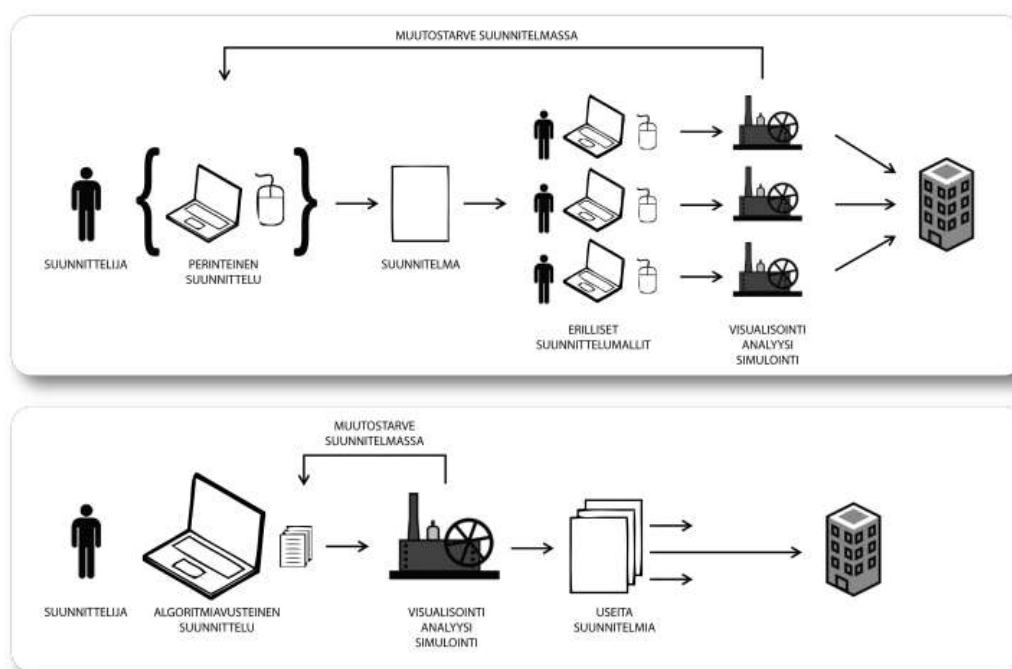 MUUTOSTARVE SUUNNITELMASSA
SUUNNITTELIJA
PERINTEINEN
SUUNNITTELU
SUUNNITELMA
ERILLISET
SUUNNITTELUMALLIT
VISUALISOINTI
ANALYYSI
SIMULOINTI
MUUTOSTARVE
SUUNNITELMASSA
SUUNNITTELIJA
ALGORITMIAVUSTEINEN
SUUNNITTELU
VISUALISOINTI
ANALYYSI
SIMULOINTI
USEITA
SUUNNITELMIA